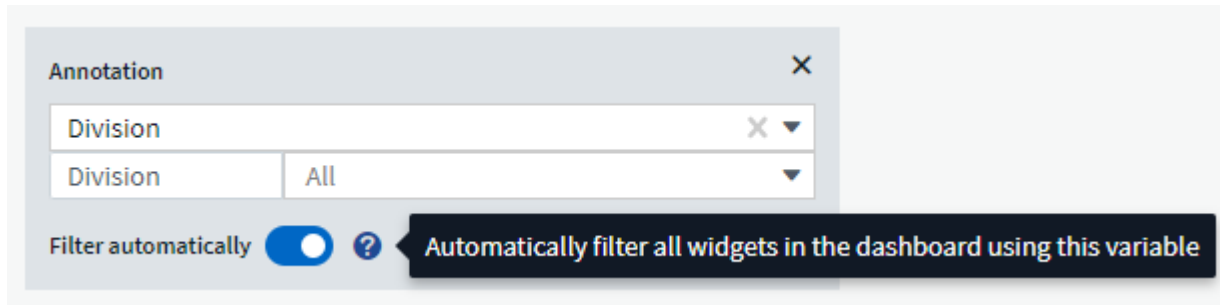 Annotation
Division
Division All
Filter automatically Automatically filter all widgets in the dashboard using this variable